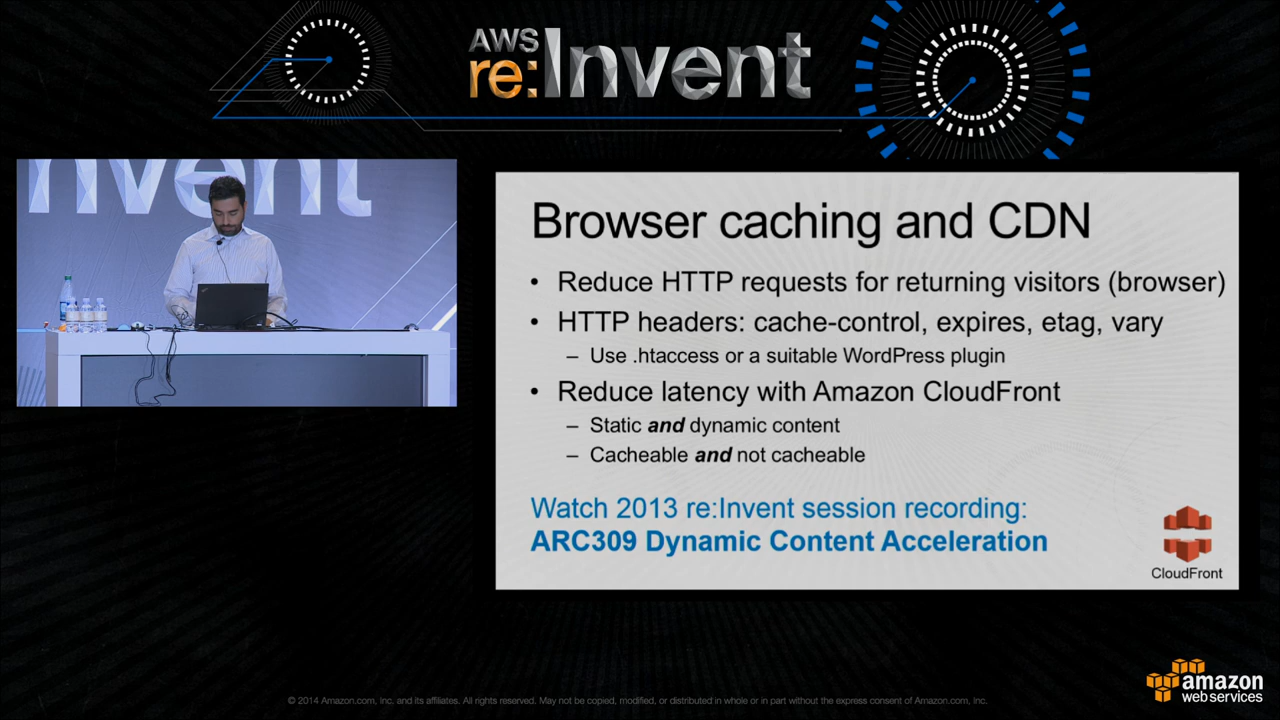 AWS
re:Invent
nvent
Browser caching and CDN
• Reduce HTTP requests for returning visitors (browser)
• HTTP headers: cache-control, expires, etag, vary
– Use .htaccess or a suitable WordPress plugin
• Reduce latency with Amazon CloudFront
– Static and dynamic content
– Cacheable and not cacheable
Watch 2013 re:Invent session recording:
ARC309 Dynamic Content Acceleration
CloudFront
amazon
web services
© 2014 Amazon.com, Inc. and its affiliates. All rights reserved. May not be copied, modified, or distributed in whole or in part without the express consent of Amazon.com, Inc.